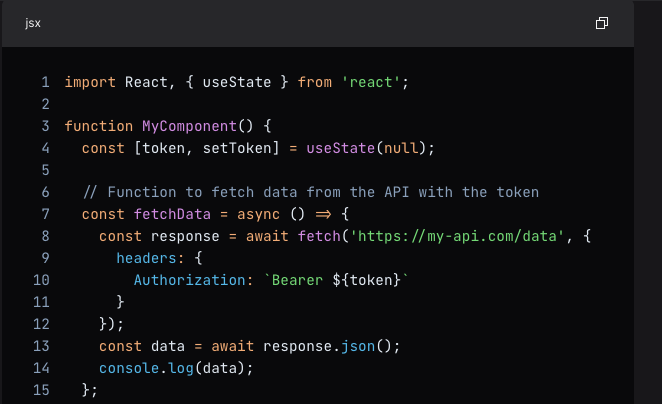 jsx
1 import React, { useState } from 'react';
2
3 function MyComponent() {
4 const [token, setToken] = useState(null);
5
6 // Function to fetch data from the API with the token
7 const fetchData = async () => {
8 const response = await fetch('https://my-api.com/data', {
9 headers: {
10 Authorization: `Bearer ${token}`
11 }
12 });
13 const data = await response.json();
14 console.log(data);
15 };